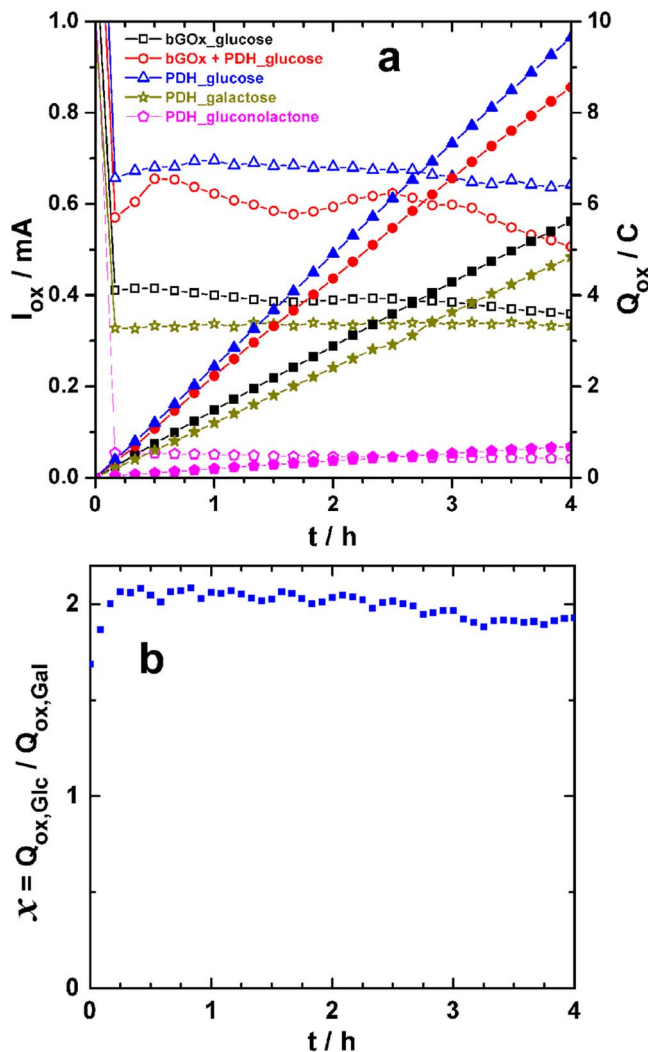 a
bGOx_glucose
bGOx + PDH_glucose
PDH_glucose
PDH_galactose
PDH_gluconolactone
1.0
0.8
0.6
0.4
0.2
0.0
I_ox / mA
10
8
6
4
2
0
Q_ox / C
0 1 2 3 4
t / h
b
2
1
0
x = Q_ox,Glc / Q_ox,Gal
0 1 2 3 4
t / h